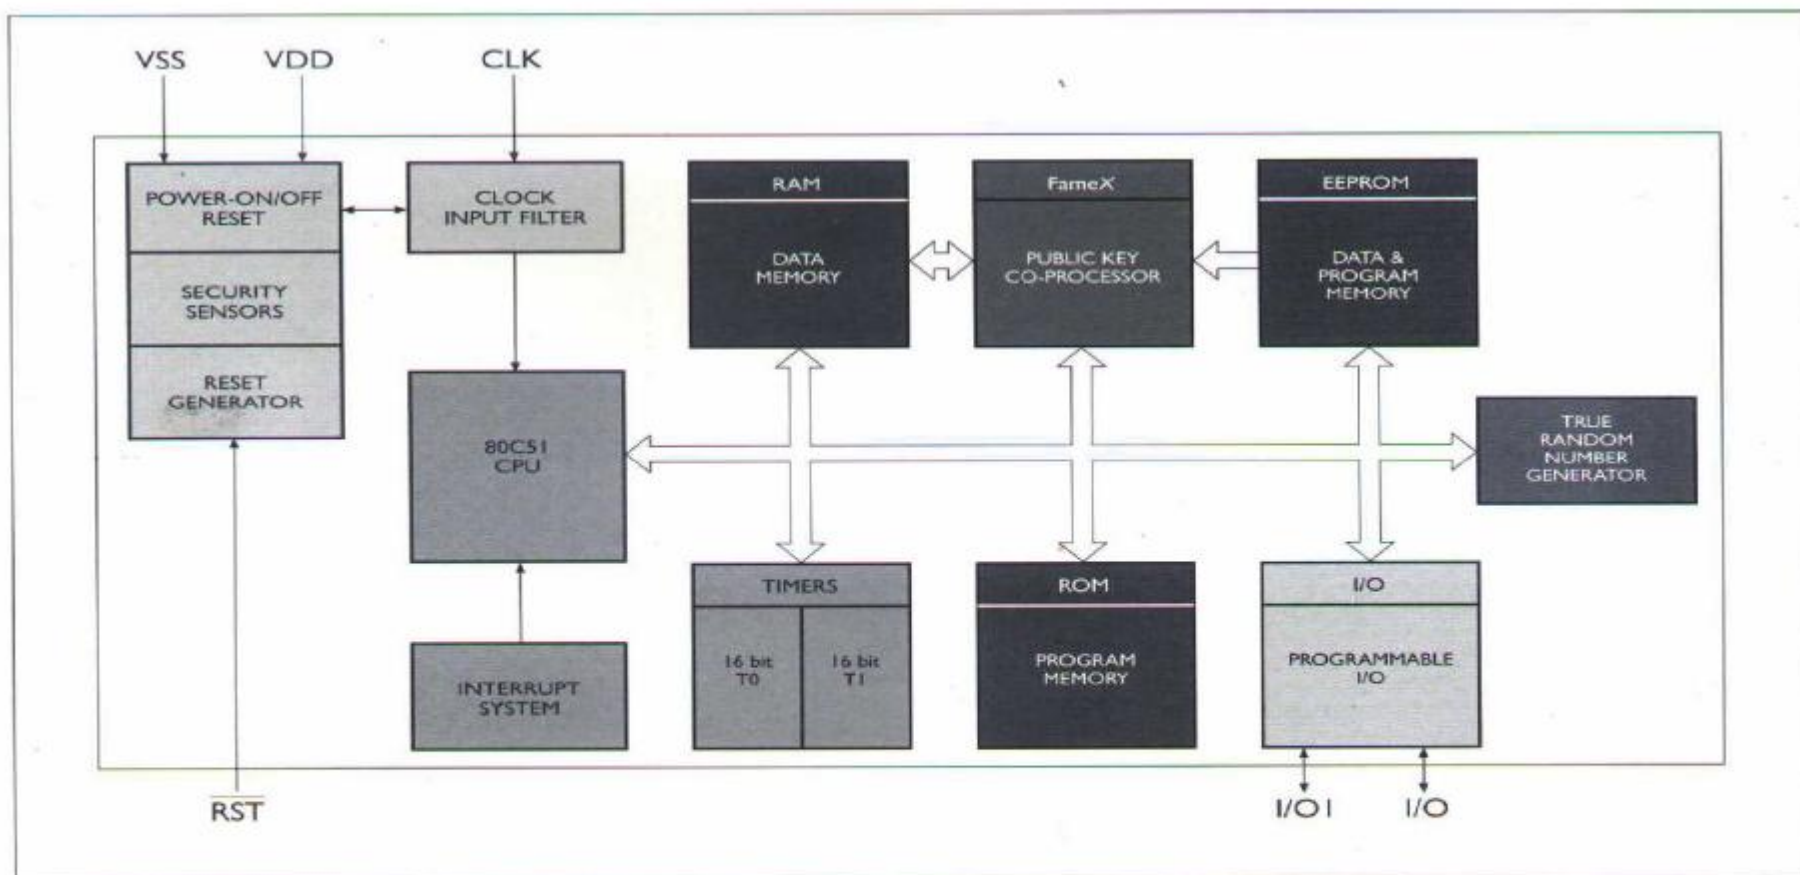 VSS
VDD
CLK
POWER-ON/OFF
RESET
SECURITY
SENSORS
RESET
GENERATOR
CLOCK
INPUT FILTER
RAM
DATA
MEMORY
FameX
PUBLIC KEY
CO-PROCESSOR
EEPROM
DATA &
PROGRAM
MEMORY
80C51
CPU
TRUE
RANDOM
NUMBER
GENERATOR
INTERRUPT
SYSTEM
TIMERS
16 bit
T0
16 bit
T1
ROM
PROGRAM
MEMORY
I/O
PROGRAMMABLE
I/O
RST
I/O1
I/O